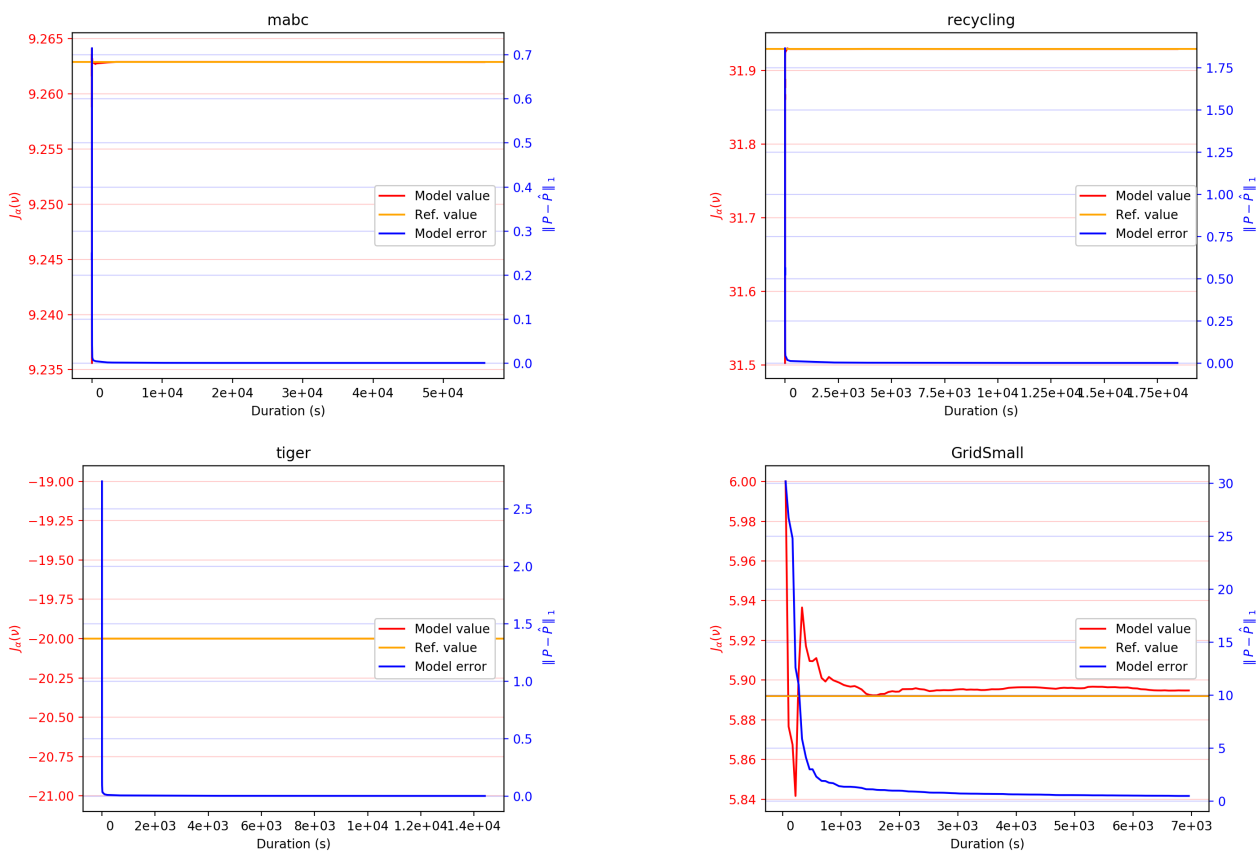 mabc
9.265
9.260
9.255
9.250
9.245
9.240
9.235
J_α(ν)
0.7
0.6
0.5
0.4
0.3
0.2
0.1
0.0
‖ P − P̂ ‖ ₁
Model value
Ref. value
Model error
0 1e+04 2e+04 3e+04 4e+04 5e+04
Duration (s)
recycling
31.9
31.8
31.7
31.6
31.5
J_α(ν)
1.75
1.50
1.25
1.00
0.75
0.50
0.25
0.00
‖ P − P̂ ‖ ₁
Model value
Ref. value
Model error
0 2.5e+03 5e+03 7.5e+03 1e+04 1.25e+04 1.5e+04 1.75e+04
Duration (s)
tiger
−19.00
−19.25
−19.50
−19.75
−20.00
−20.25
−20.50
−20.75
−21.00
J_α(ν)
2.5
2.0
1.5
1.0
0.5
0.0
‖ P − P̂ ‖ ₁
Model value
Ref. value
Model error
0 2e+03 4e+03 6e+03 8e+03 1e+04 1.2e+04 1.4e+04
Duration (s)
GridSmall
6.00
5.98
5.96
5.94
5.92
5.90
5.88
5.86
5.84
J_α(ν)
30
25
20
15
10
5
0
‖ P − P̂ ‖ ₁
Model value
Ref. value
Model error
0 1e+03 2e+03 3e+03 4e+03 5e+03 6e+03 7e+03
Duration (s)